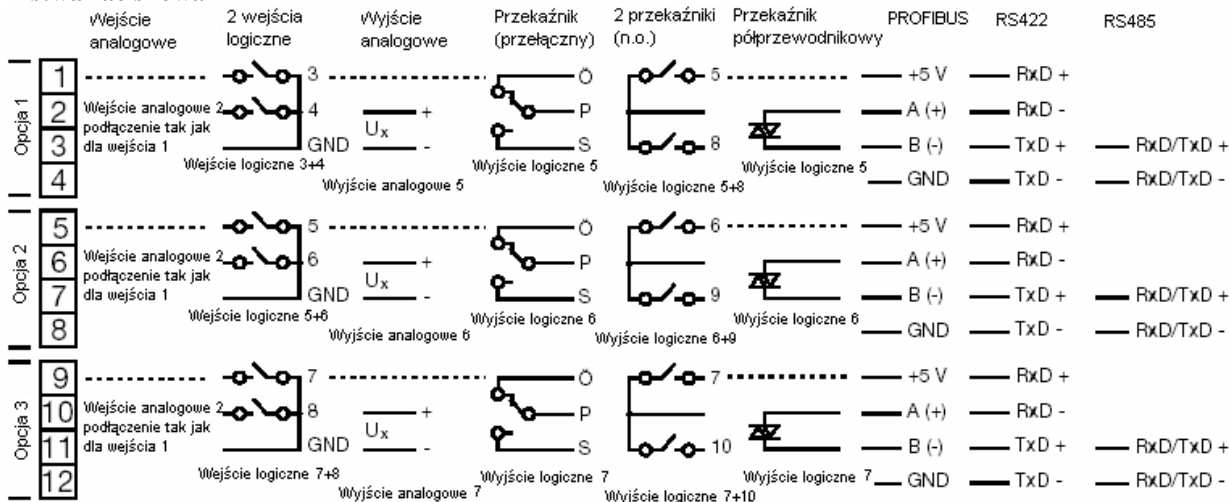 Wejście analogowe
2 wejścia logiczne
Wyjście analogowe
Przekaźnik (przełączny)
2 przekaźniki (n.o.)
Przekaźnik półprzewodnikowy
PROFIBUS
RS422
RS485
Opcja 1
1 3 Ö 5 +5 V RxD +
2 Wejście analogowe 2 4 + P A (+) RxD -
podłączenie tak jak Ux
3 dla wejścia 1 GND - S 8 B (-) TxD + RxD/TxD +
Wejście logiczne 3+4 Wyjście logiczne 5 Wyjście logiczne 5
4 Wyjście analogowe 5 Wyjście logiczne 5+8 GND TxD - RxD/TxD -
Opcja 2
5 5 Ö 6 +5 V RxD +
6 Wejście analogowe 2 6 + P A (+) RxD -
podłączenie tak jak Ux
7 dla wejścia 1 GND - S 9 B (-) TxD + RxD/TxD +
Wejście logiczne 5+6 Wyjście logiczne 6 Wyjście logiczne 6
8 Wyjście analogowe 6 Wyjście logiczne 6+9 GND TxD - RxD/TxD -
Opcja 3
9 7 Ö 7 +5 V RxD +
10 Wejście analogowe 2 8 + P A (+) RxD -
podłączenie tak jak Ux
11 dla wejścia 1 GND - S 10 B (-) TxD + RxD/TxD +
Wejście logiczne 7+8 Wyjście logiczne 7 Wyjście logiczne 7
12 Wyjście analogowe 7 Wyjście logiczne 7+10 GND TxD - RxD/TxD -